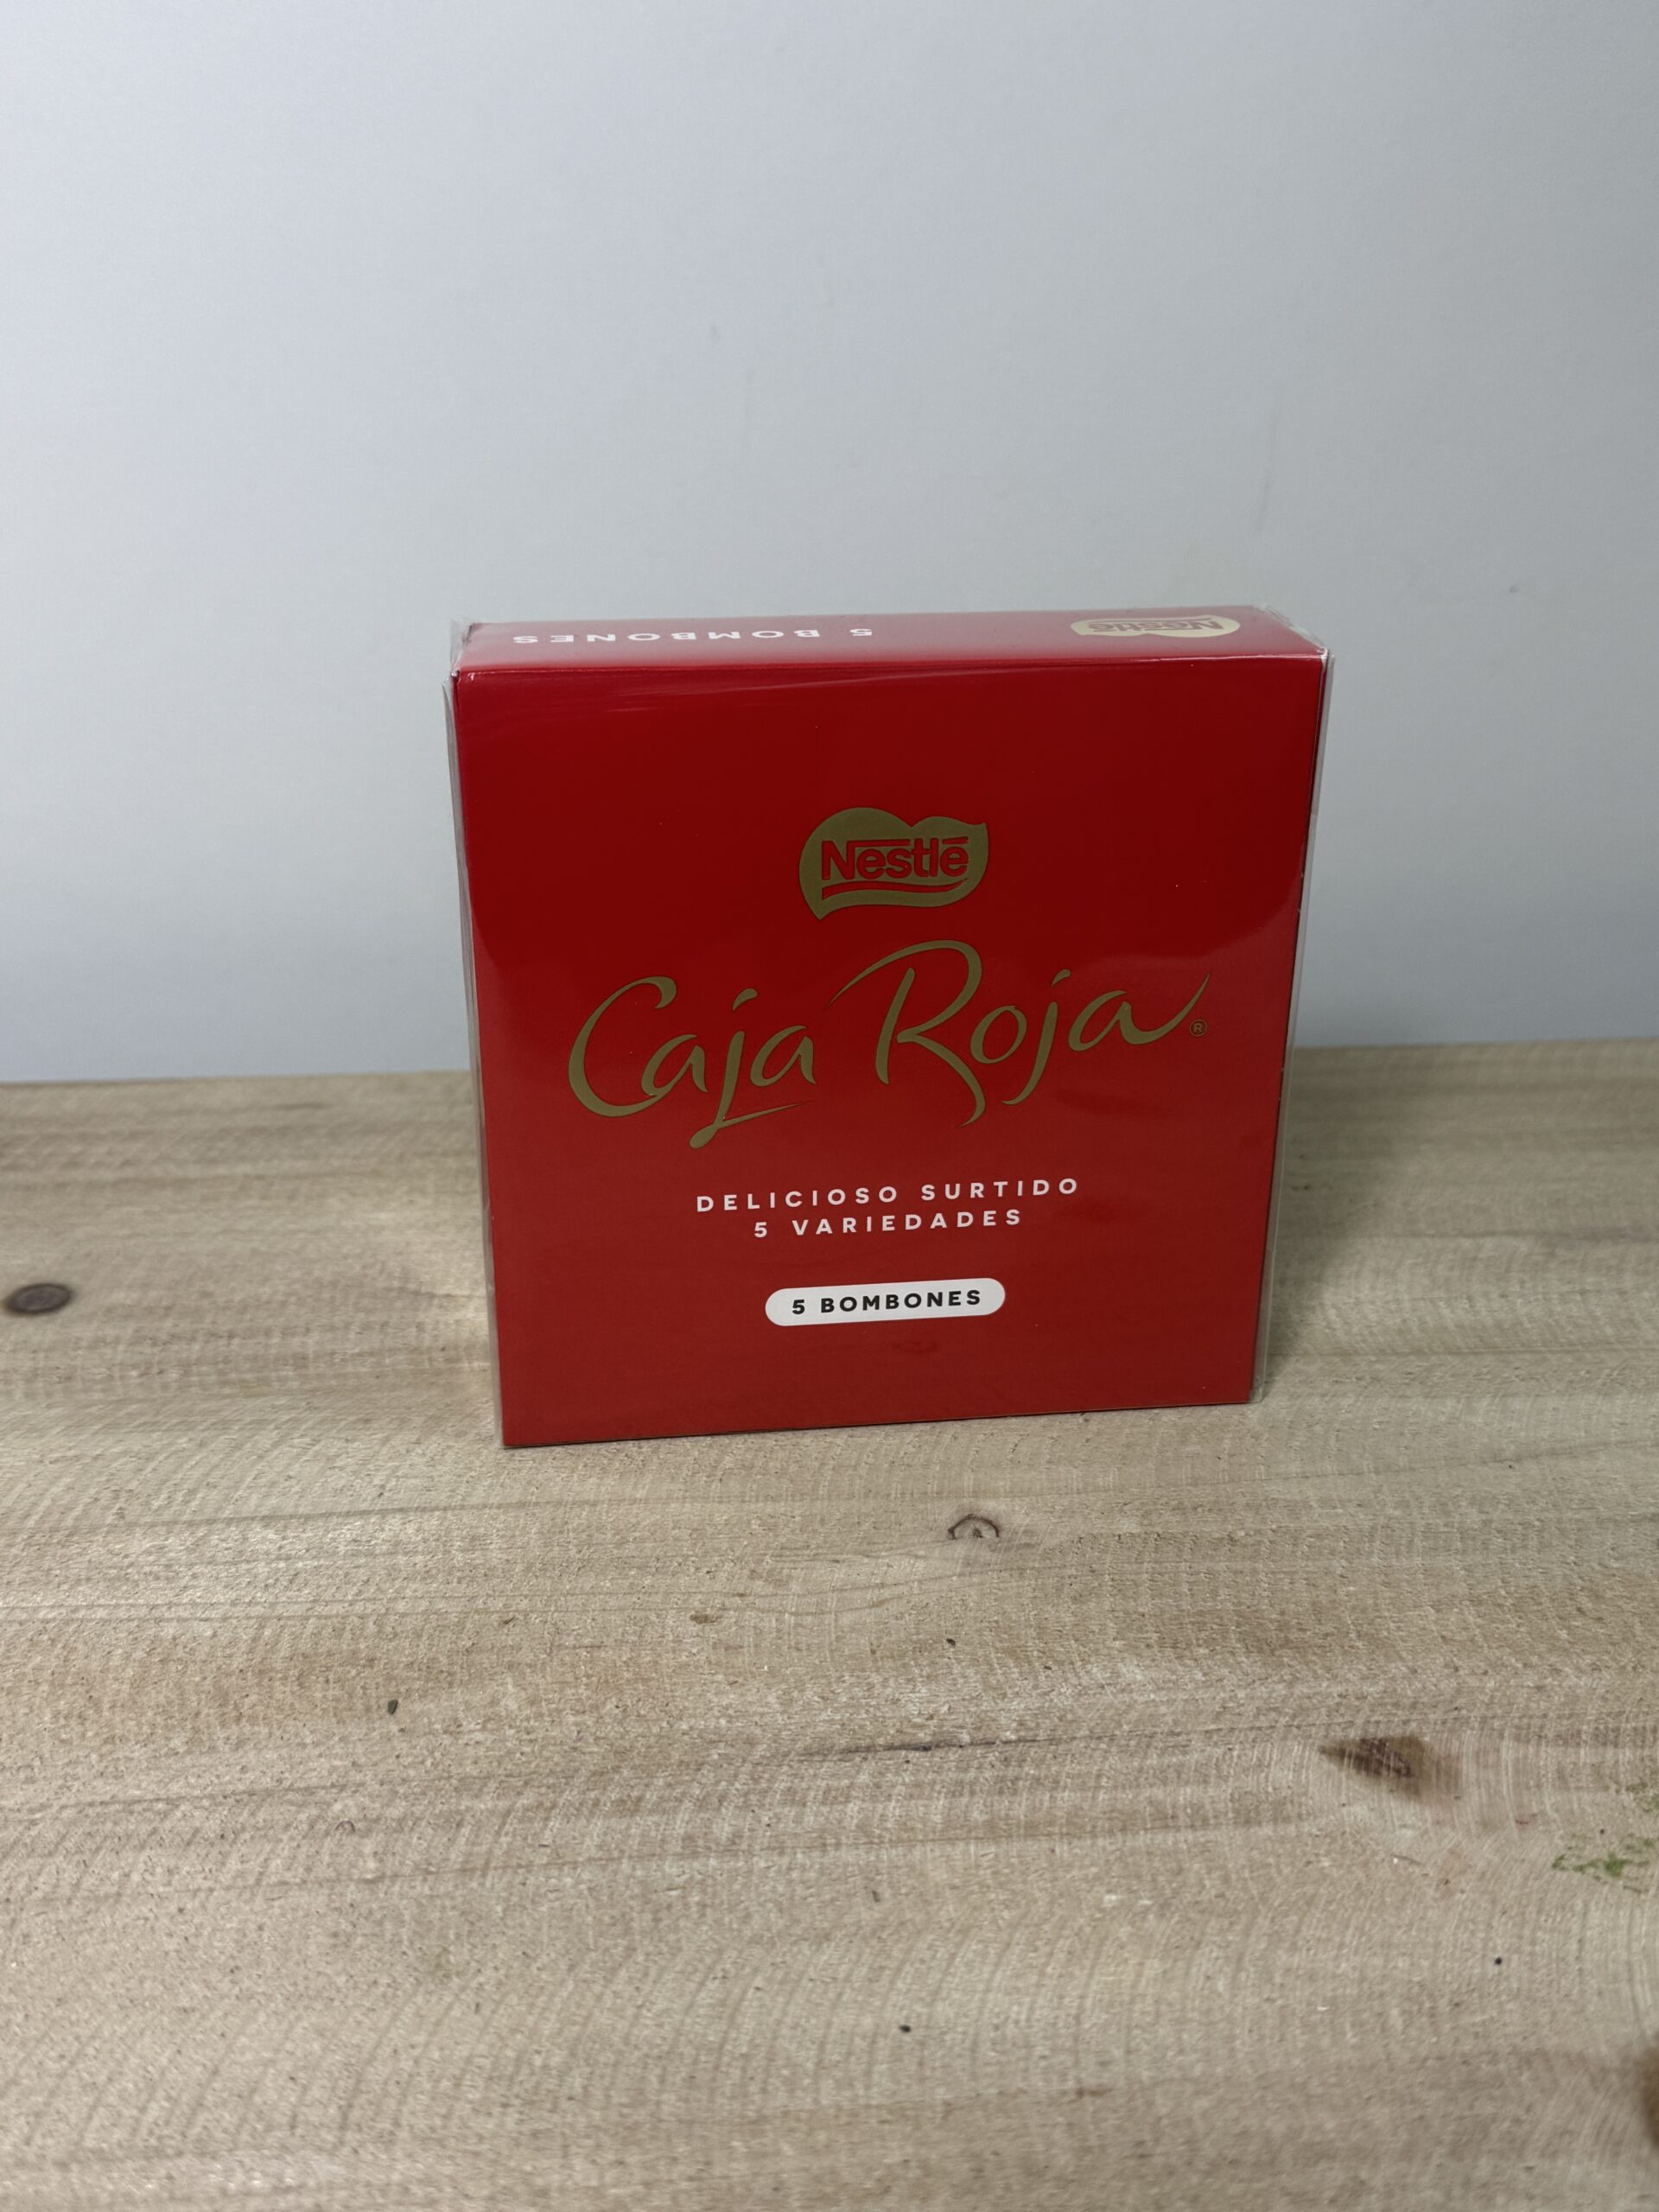 5 BOMBONES
Nestlé
Nestlé
Caja Roja®
DELICIOSO SURTIDO
5 VARIEDADES
5 BOMBONES